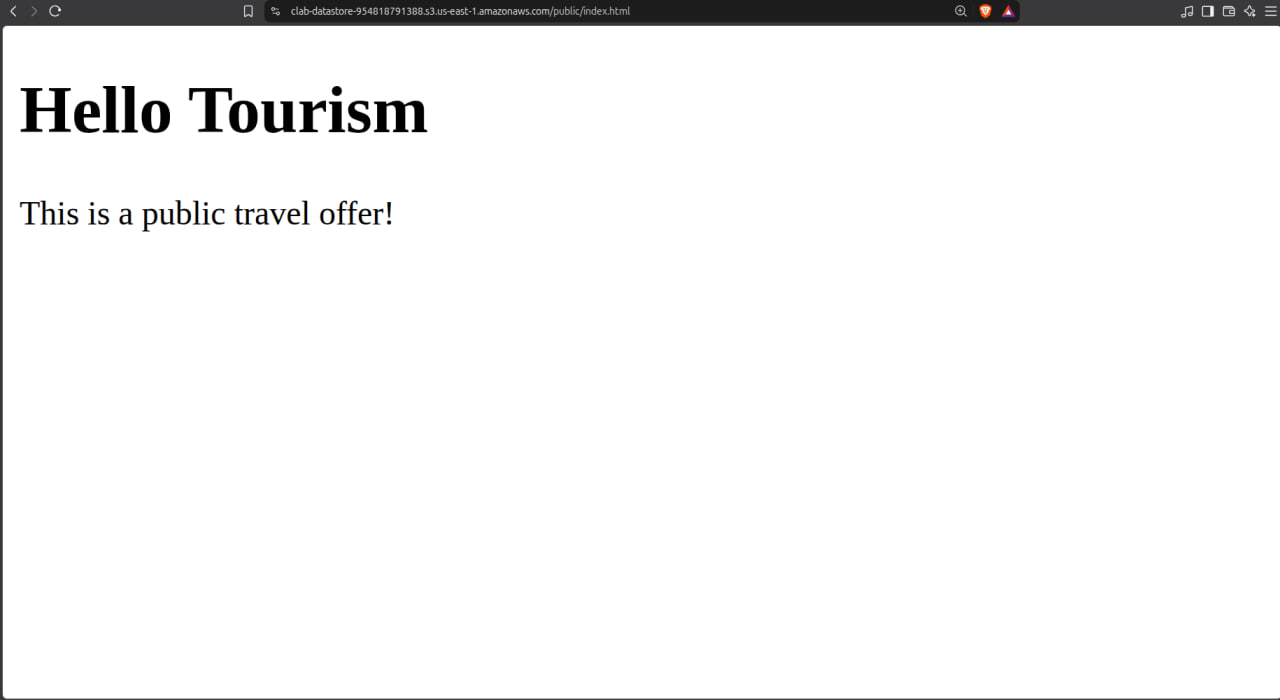 clab-datastore-954818791388.s3.us-east-1.amazonaws.com/public/index.html
Hello Tourism
This is a public travel offer!